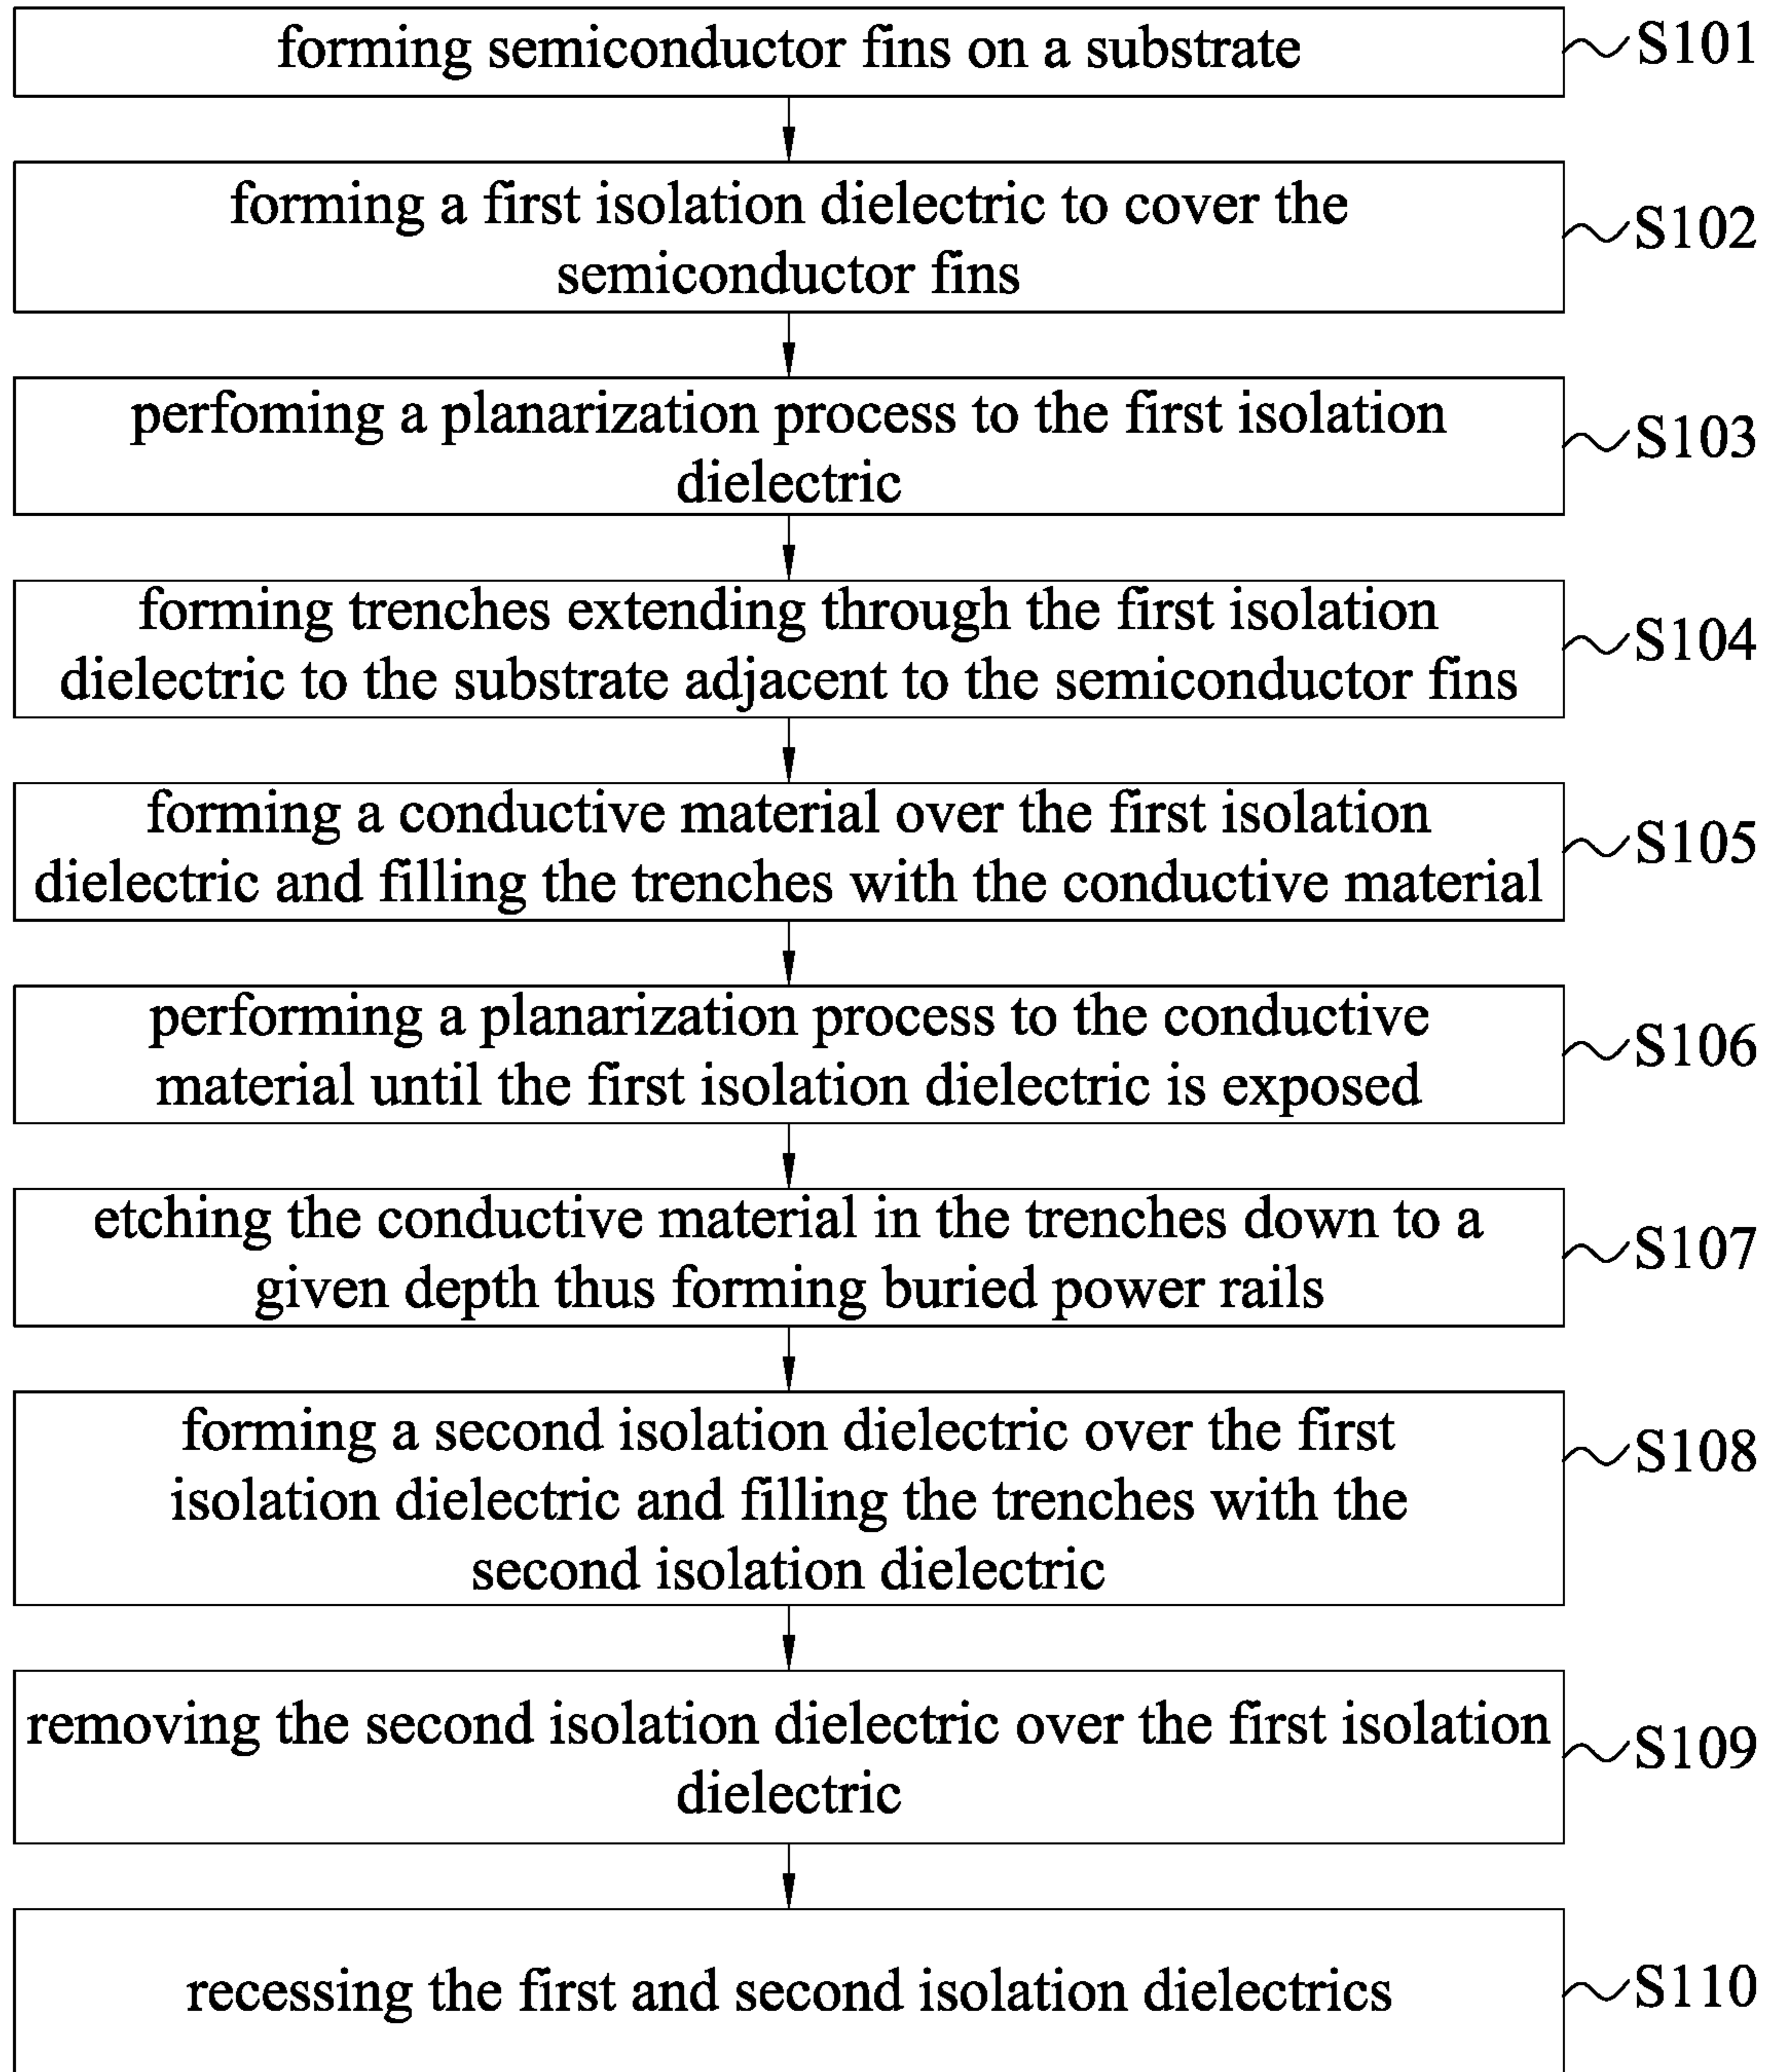 forming semiconductor fins on a substrate
S101
forming a first isolation dielectric to cover the
semiconductor fins
S102
perfoming a planarization process to the first isolation
dielectric
S103
forming trenches extending through the first isolation
dielectric to the substrate adjacent to the semiconductor fins
S104
forming a conductive material over the first isolation
dielectric and filling the trenches with the conductive material
S105
performing a planarization process to the conductive
material until the first isolation dielectric is exposed
S106
etching the conductive material in the trenches down to a
given depth thus forming buried power rails
S107
forming a second isolation dielectric over the first
isolation dielectric and filling the trenches with the
second isolation dielectric
S108
removing the second isolation dielectric over the first isolation
dielectric
S109
recessing the first and second isolation dielectrics
S110